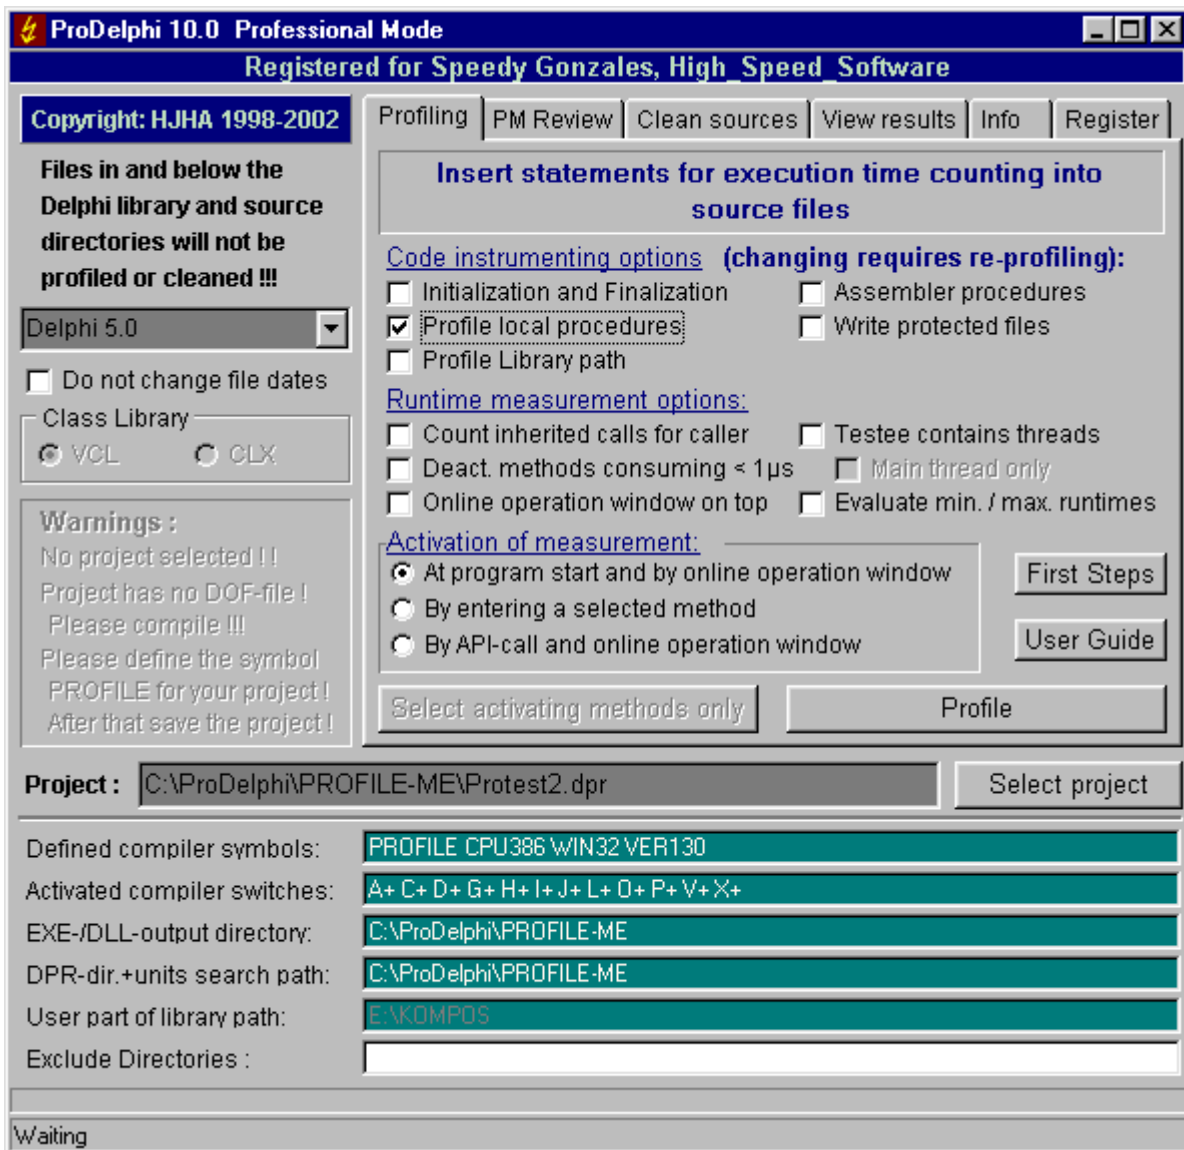 ProDelphi 10.0 Professional Mode
Registered for Speedy Gonzales, High_Speed_Software
Copyright: HJHA 1998-2002
Files in and below the
Delphi library and source
directories will not be
profiled or cleaned !!!
Delphi 5.0
Do not change file dates
Class Library
VCL CLX
Warnings :
No project selected ! !
Project has no DOF-file !
Please compile !!!
Please define the symbol
PROFILE for your project !
After that save the project !
Profiling PM Review Clean sources View results Info Register
Insert statements for execution time counting into
source files
Code instrumenting options (changing requires re-profiling):
Initialization and Finalization Assembler procedures
Profile local procedures Write protected files
Profile Library path
Runtime measurement options:
Count inherited calls for caller Testee contains threads
Deact. methods consuming < 1µs Main thread only
Online operation window on top Evaluate min. / max. runtimes
Activation of measurement:
At program start and by online operation window
By entering a selected method
By API-call and online operation window
First Steps
User Guide
Select activating methods only Profile
Project : C:\ProDelphi\PROFILE-ME\Protest2.dpr Select project
Defined compiler symbols: PROFILE CPU386 WIN32 VER130
Activated compiler switches: A+ C+ D+ G+ H+ I+ J+ L+ O+ P+ V+ X+
EXE-/DLL-output directory: C:\ProDelphi\PROFILE-ME
DPR-dir.+units search path: C:\ProDelphi\PROFILE-ME
User part of library path: E:\KOMPOS
Exclude Directories :
Waiting